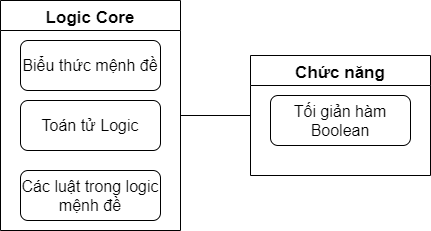 Logic Core
Biểu thức mệnh đề
Toán tử Logic
Các luật trong logic
mệnh đề
Chức năng
Tối giản hàm
Boolean